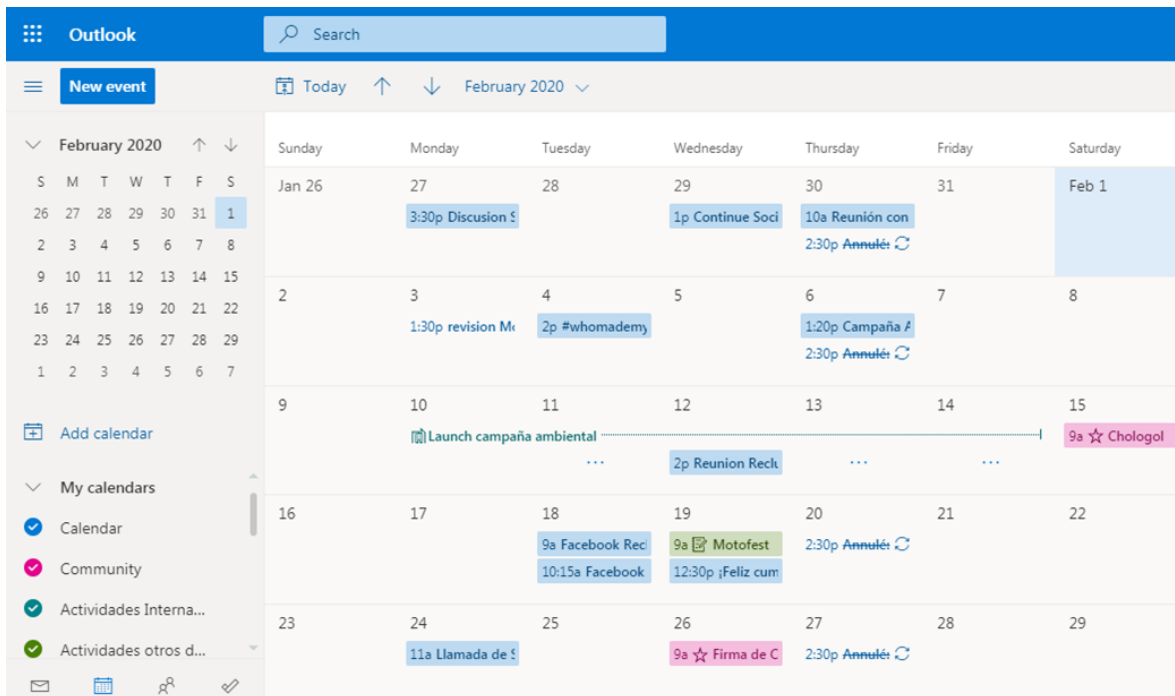 Outlook
Search
New event
Today
February 2020
February 2020
S M T W T F S
26 27 28 29 30 31 1
2 3 4 5 6 7 8
9 10 11 12 13 14 15
16 17 18 19 20 21 22
23 24 25 26 27 28 29
1 2 3 4 5 6 7
Add calendar
My calendars
Calendar
Community
Actividades Interna...
Actividades otros d...
Sunday Monday Tuesday Wednesday Thursday Friday Saturday
Jan 26 27 28 29 30 31 Feb 1
3:30p Discusion S 1p Continue Soci 10a Reunión con
2:30p Annulé:
2 3 4 5 6 7 8
1:30p revision Mo 2p #whomademy 1:20p Campaña A
2:30p Annulé:
9 10 11 12 13 14 15
Launch campaña ambiental 9a Chologol
... 2p Reunion Reclu ... ...
16 17 18 19 20 21 22
9a Facebook Rec 9a Motofest 2:30p Annulé:
10:15a Facebook 12:30p ¡Feliz cum
23 24 25 26 27 28 29
11a Llamada de S 9a Firma de C 2:30p Annulé: